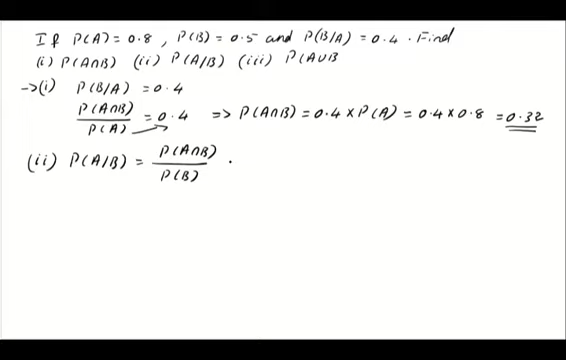 If P(A) = 0.8, P(B) = 0.5 and P(B/A) = 0.4. Find
(i) P(A∩B) (ii) P(A/B) (iii) P(A∪B
→(i) P(B/A) = 0.4
P(A∩B)/P(A) = 0.4 => P(A∩B) = 0.4 × P(A) = 0.4 × 0.8 = 0.32
(ii) P(A/B) = P(A∩B)/P(B)